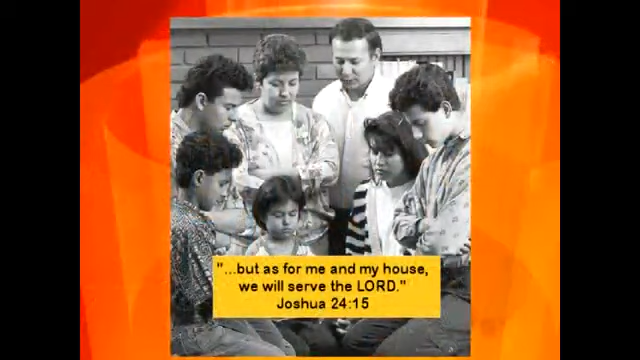 "...but as for me and my house,
we will serve the LORD."
Joshua 24:15